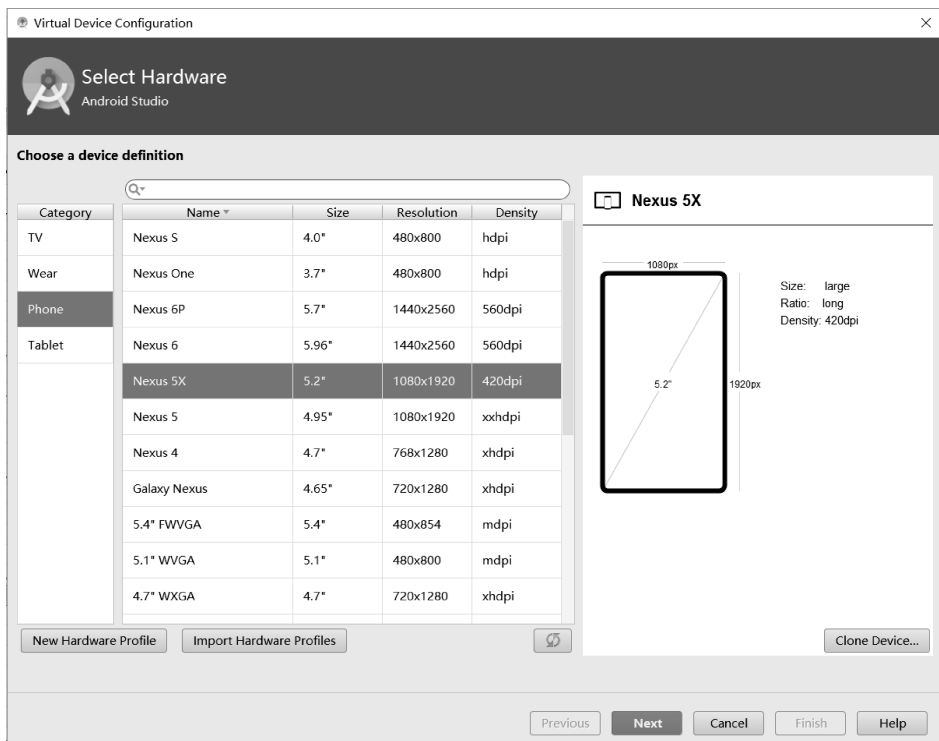 Virtual Device Configuration
Select Hardware
Android Studio
Choose a device definition
Category
TV
Wear
Phone
Tablet
Name Size Resolution Density
Nexus S 4.0" 480x800 hdpi
Nexus One 3.7" 480x800 hdpi
Nexus 6P 5.7" 1440x2560 560dpi
Nexus 6 5.96" 1440x2560 560dpi
Nexus 5X 5.2" 1080x1920 420dpi
Nexus 5 4.95" 1080x1920 xxhdpi
Nexus 4 4.7" 768x1280 xhdpi
Galaxy Nexus 4.65" 720x1280 xhdpi
5.4" FWVGA 5.4" 480x854 mdpi
5.1" WVGA 5.1" 480x800 mdpi
4.7" WXGA 4.7" 720x1280 xhdpi
Nexus 5X
1080px
5.2"
1920px
Size: large
Ratio: long
Density: 420dpi
New Hardware Profile Import Hardware Profiles Clone Device...
Previous Next Cancel Finish Help